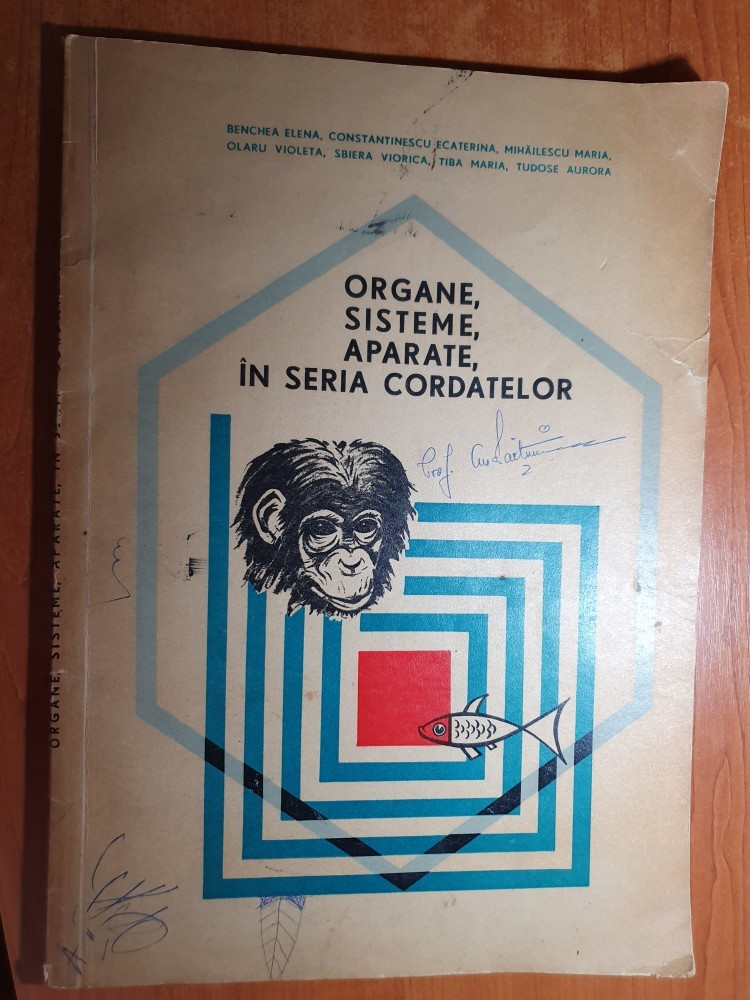 BENCHEA ELENA, CONSTANTINESCU ECATERINA, MIHĂILESCU MARIA,
OLARU VIOLETA, SBIERA VIORICA, TIBA MARIA, TUDOSE AURORA
ORGANE,
SISTEME,
APARATE,
ÎN SERIA CORDATELOR
Prof.
ORGANE, SISTEME, APARATE, ÎN SERIA